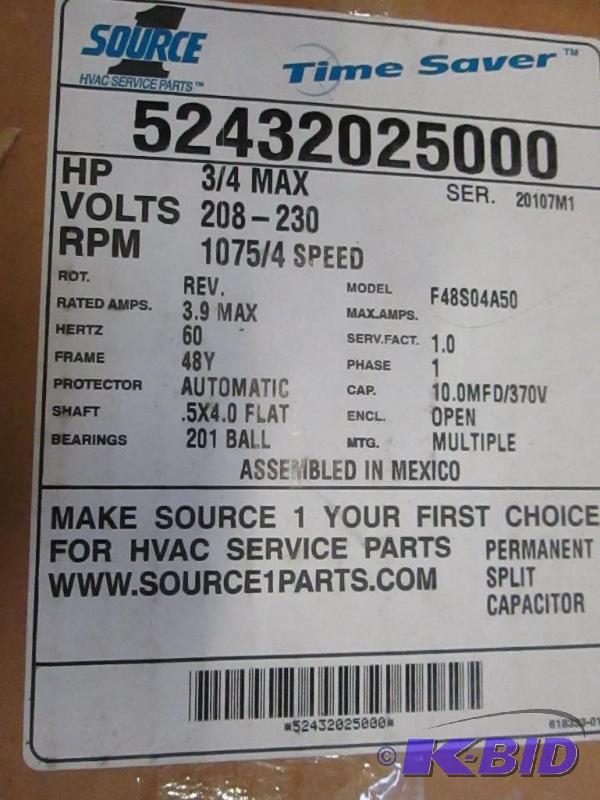 SOURCE 1
HVAC SERVICE PARTS™
Time Saver™
52432025000
HP 3/4 MAX
SER. 20107M1
VOLTS 208-230
RPM 1075/4 SPEED
ROT. REV.
MODEL F48S04A50
RATED AMPS. 3.9 MAX
MAX.AMPS.
HERTZ 60
SERV.FACT. 1.0
FRAME 48Y
PHASE 1
PROTECTOR AUTOMATIC
CAP. 10.0MFD/370V
SHAFT .5X4.0 FLAT
ENCL. OPEN
BEARINGS 201 BALL
MTG. MULTIPLE
ASSEMBLED IN MEXICO
MAKE SOURCE 1 YOUR FIRST CHOICE
FOR HVAC SERVICE PARTS
WWW.SOURCE1PARTS.COM
PERMANENT
SPLIT
CAPACITOR
*52432025000*
© K-BID